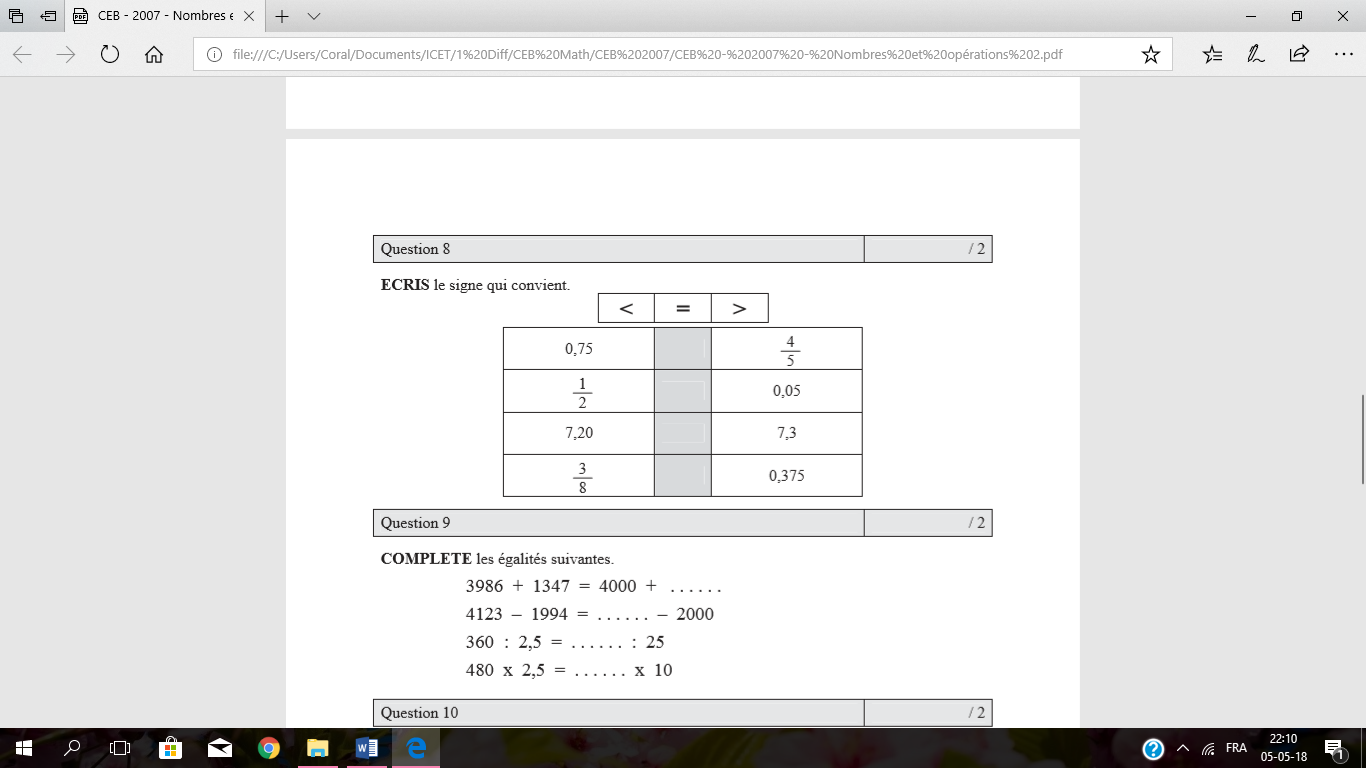 CEB - 2007 - Nombres e
file:///C:/Users/Coral/Documents/ICET/1%20Diff/CEB%20Math/CEB%202007/CEB%20-%202007%20-%20Nombres%20et%20opérations%202.pdf
Question 8 / 2
ECRIS le signe qui convient.
< = >
0,75 4/5
1/2 0,05
7,20 7,3
3/8 0,375
Question 9 / 2
COMPLETE les égalités suivantes.
3986 + 1347 = 4000 + ......
4123 – 1994 = ...... – 2000
360 : 2,5 = ...... : 25
480 x 2,5 = ...... x 10
Question 10 / 2
FRA
22:10
05-05-18
1